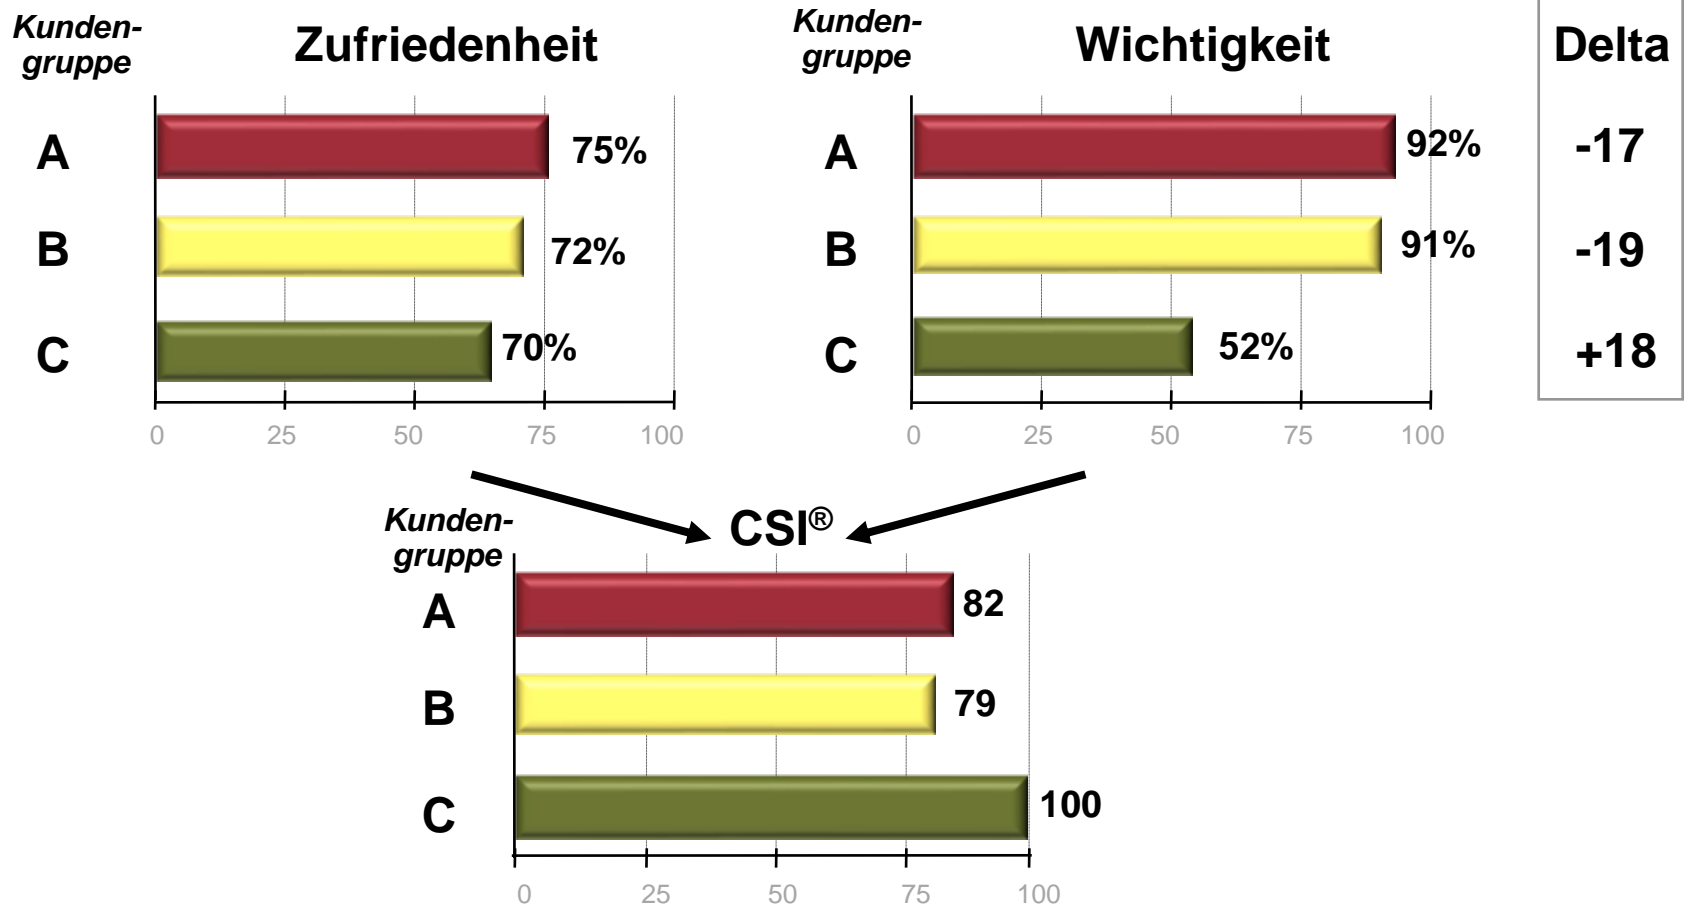 Kunden-
gruppe
Zufriedenheit
A
75%
B
72%
C
70%
0 25 50 75 100
Kunden-
gruppe
Wichtigkeit
A
92%
B
91%
C
52%
0 25 50 75 100
Delta
-17
-19
+18
Kunden-
gruppe
CSI®
A
82
B
79
C
100
0 25 50 75 100